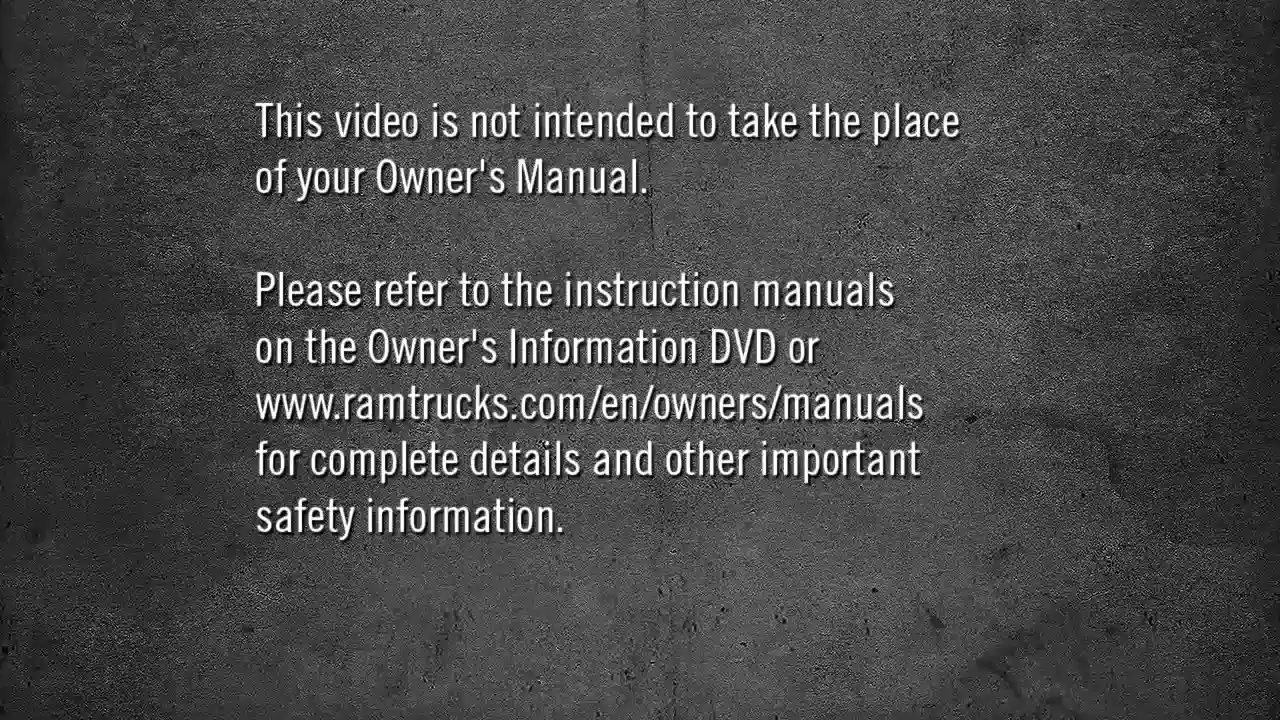 This video is not intended to take the place
of your Owner's Manual.
Please refer to the instruction manuals
on the Owner's Information DVD or
www.ramtrucks.com/en/owners/manuals
for complete details and other important
safety information.